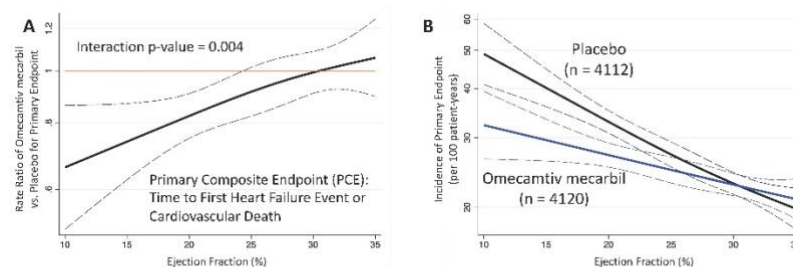 A
Interaction p-value = 0.004
Rate Ratio of Omecamtiv mecarbil
vs. Placebo for Primary Endpoint
1.2
1
.8
.6
Primary Composite Endpoint (PCE):
Time to First Heart Failure Event or
Cardiovascular Death
10
15
20
25
30
35
Ejection Fraction (%)
B
Incidence of Primary Endpoint
(per 100 patient-years)
50
40
30
20
Placebo
(n = 4112)
Omecamtiv mecarbil
(n = 4120)
10
15
20
25
30
35
Ejection Fraction (%)